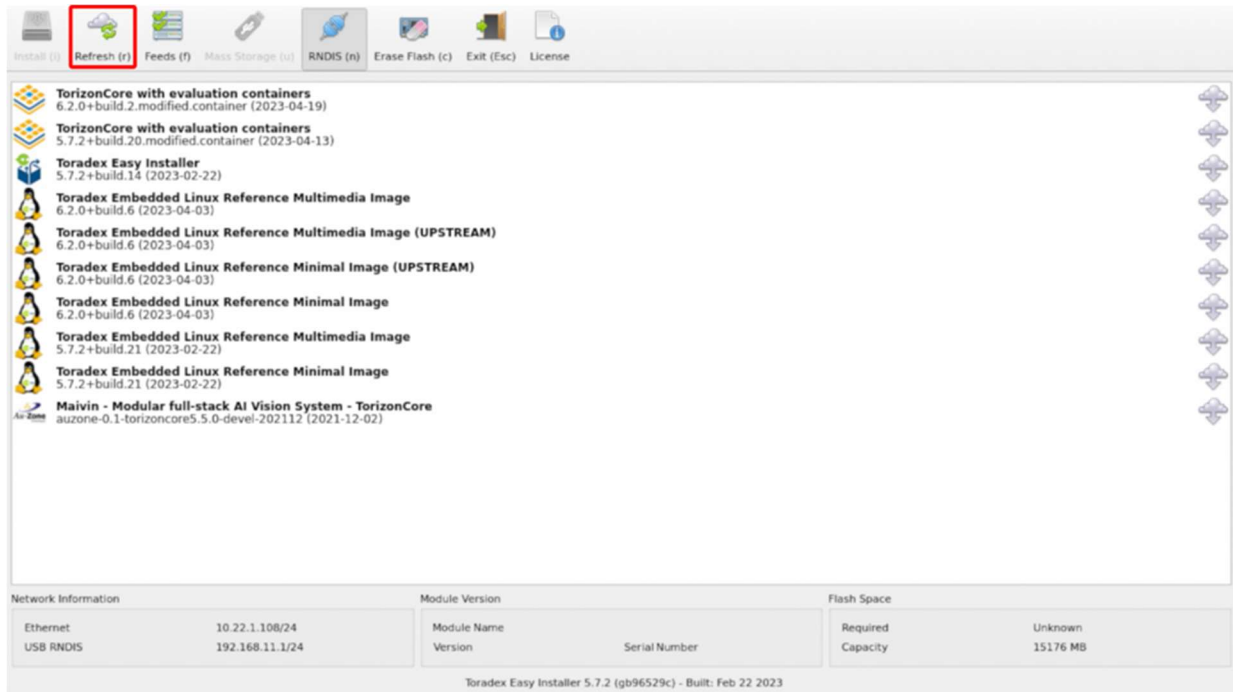 Install (i) Refresh (r) Feeds (f) Mass Storage (u) RNDIS (n) Erase Flash (c) Exit (Esc) License
TorizonCore with evaluation containers
6.2.0+build.2.modified.container (2023-04-19)
TorizonCore with evaluation containers
5.7.2+build.20.modified.container (2023-04-13)
Toradex Easy Installer
5.7.2+build.14 (2023-02-22)
Toradex Embedded Linux Reference Multimedia Image
6.2.0+build.6 (2023-04-03)
Toradex Embedded Linux Reference Multimedia Image (UPSTREAM)
6.2.0+build.6 (2023-04-03)
Toradex Embedded Linux Reference Minimal Image (UPSTREAM)
6.2.0+build.6 (2023-04-03)
Toradex Embedded Linux Reference Minimal Image
6.2.0+build.6 (2023-04-03)
Toradex Embedded Linux Reference Multimedia Image
5.7.2+build.21 (2023-02-22)
Toradex Embedded Linux Reference Minimal Image
5.7.2+build.21 (2023-02-22)
Au-Zone Maivin - Modular full-stack AI Vision System - TorizonCore
auzone-0.1-torizoncore5.5.0-devel-202112 (2021-12-02)
Network Information Module Version Flash Space
Ethernet 10.22.1.108/24 Module Name Required Unknown
USB RNDIS 192.168.11.1/24 Version Serial Number Capacity 15176 MB
Toradex Easy Installer 5.7.2 (gb96529c) - Built: Feb 22 2023